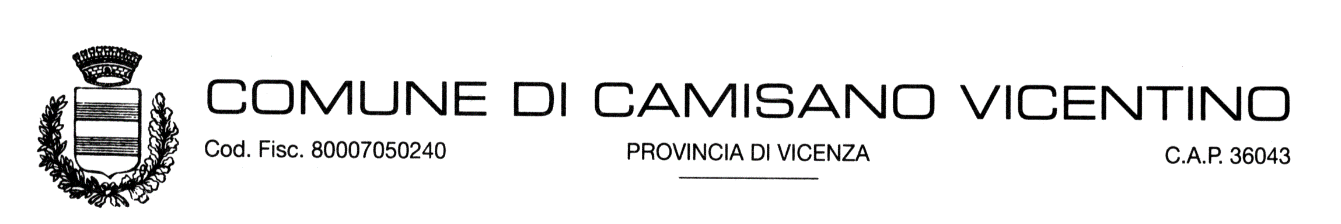 COMUNE DI CAMISANO VICENTINO
Cod. Fisc. 80007050240 PROVINCIA DI VICENZA C.A.P. 36043